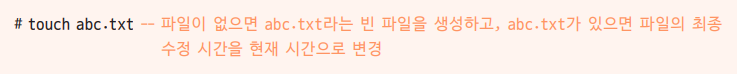 # touch abc.txt -- 파일이 없으면 abc.txt라는 빈 파일을 생성하고, abc.txt가 있으면 파일의 최종
수정 시간을 현재 시간으로 변경